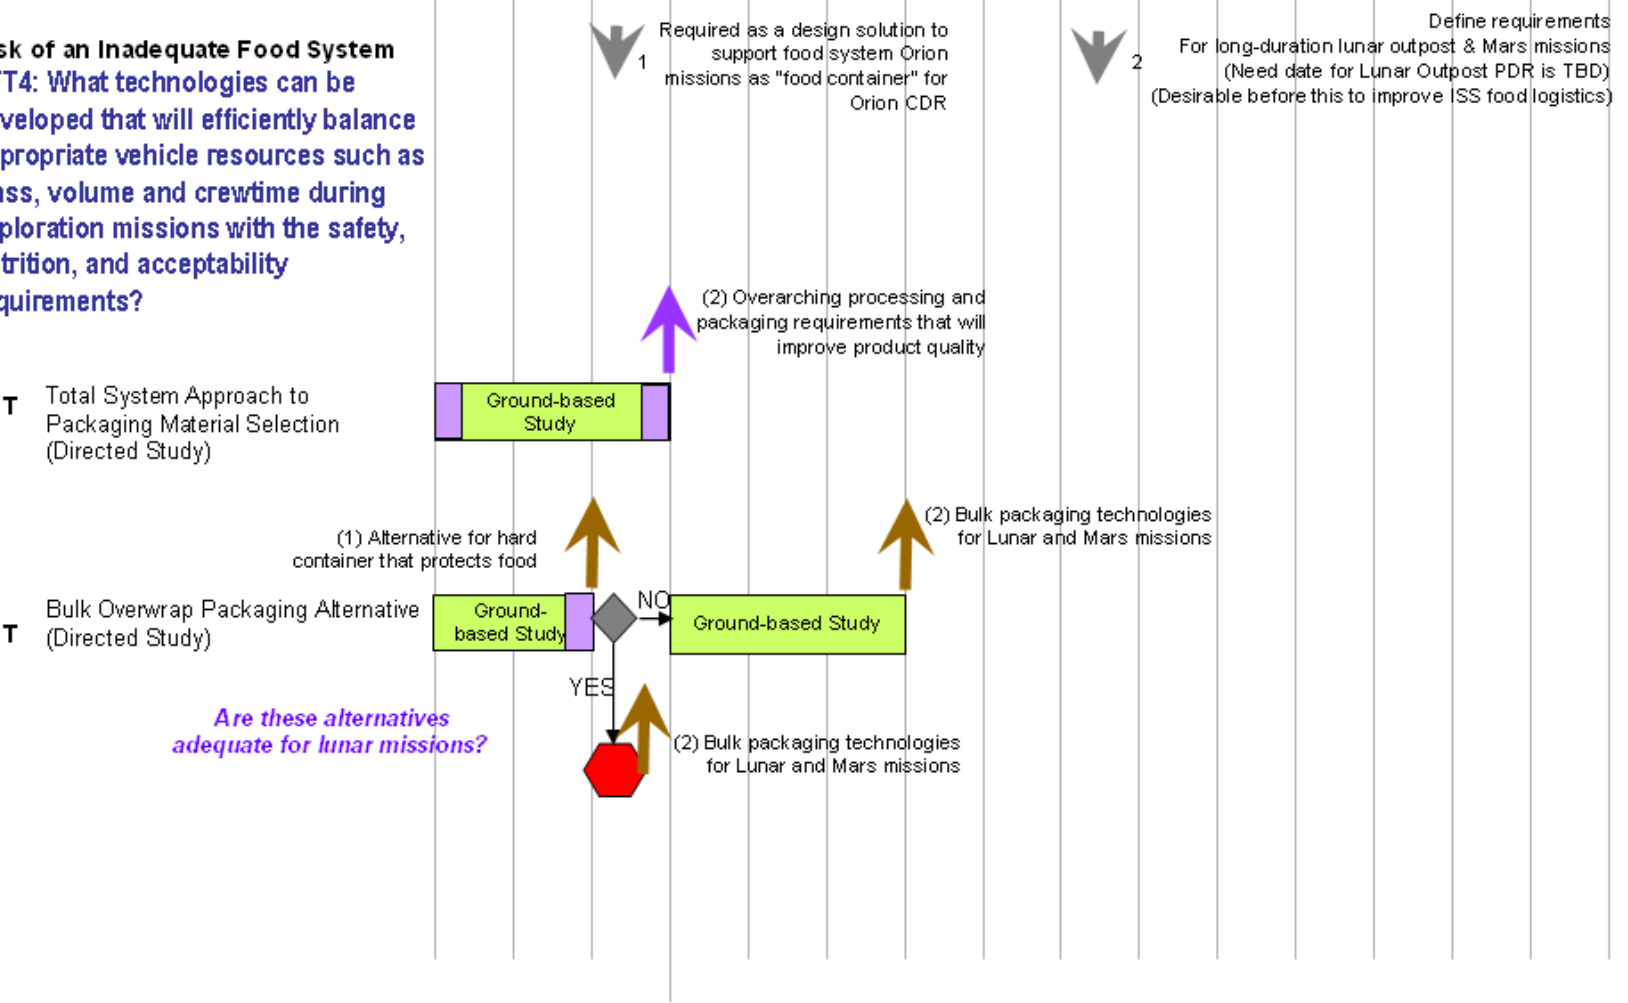 sk of an Inadequate Food System
T4: What technologies can be
veloped that will efficiently balance
propriate vehicle resources such as
ss, volume and crewtime during
ploration missions with the safety,
trition, and acceptability
quirements?
1
Required as a design solution to
support food system Orion
missions as "food container" for
Orion CDR
2
Define requirements
For long-duration lunar outpost & Mars missions
(Need date for Lunar Outpost PDR is TBD)
(Desirable before this to improve ISS food logistics)
(2) Overarching processing and
packaging requirements that will
improve product quality
T
Total System Approach to
Packaging Material Selection
(Directed Study)
Ground-based
Study
(1) Alternative for hard
container that protects food
(2) Bulk packaging technologies
for Lunar and Mars missions
T
Bulk Overwrap Packaging Alternative
(Directed Study)
Ground-
based Study
NO
Ground-based Study
YES
Are these alternatives
adequate for lunar missions?
(2) Bulk packaging technologies
for Lunar and Mars missions